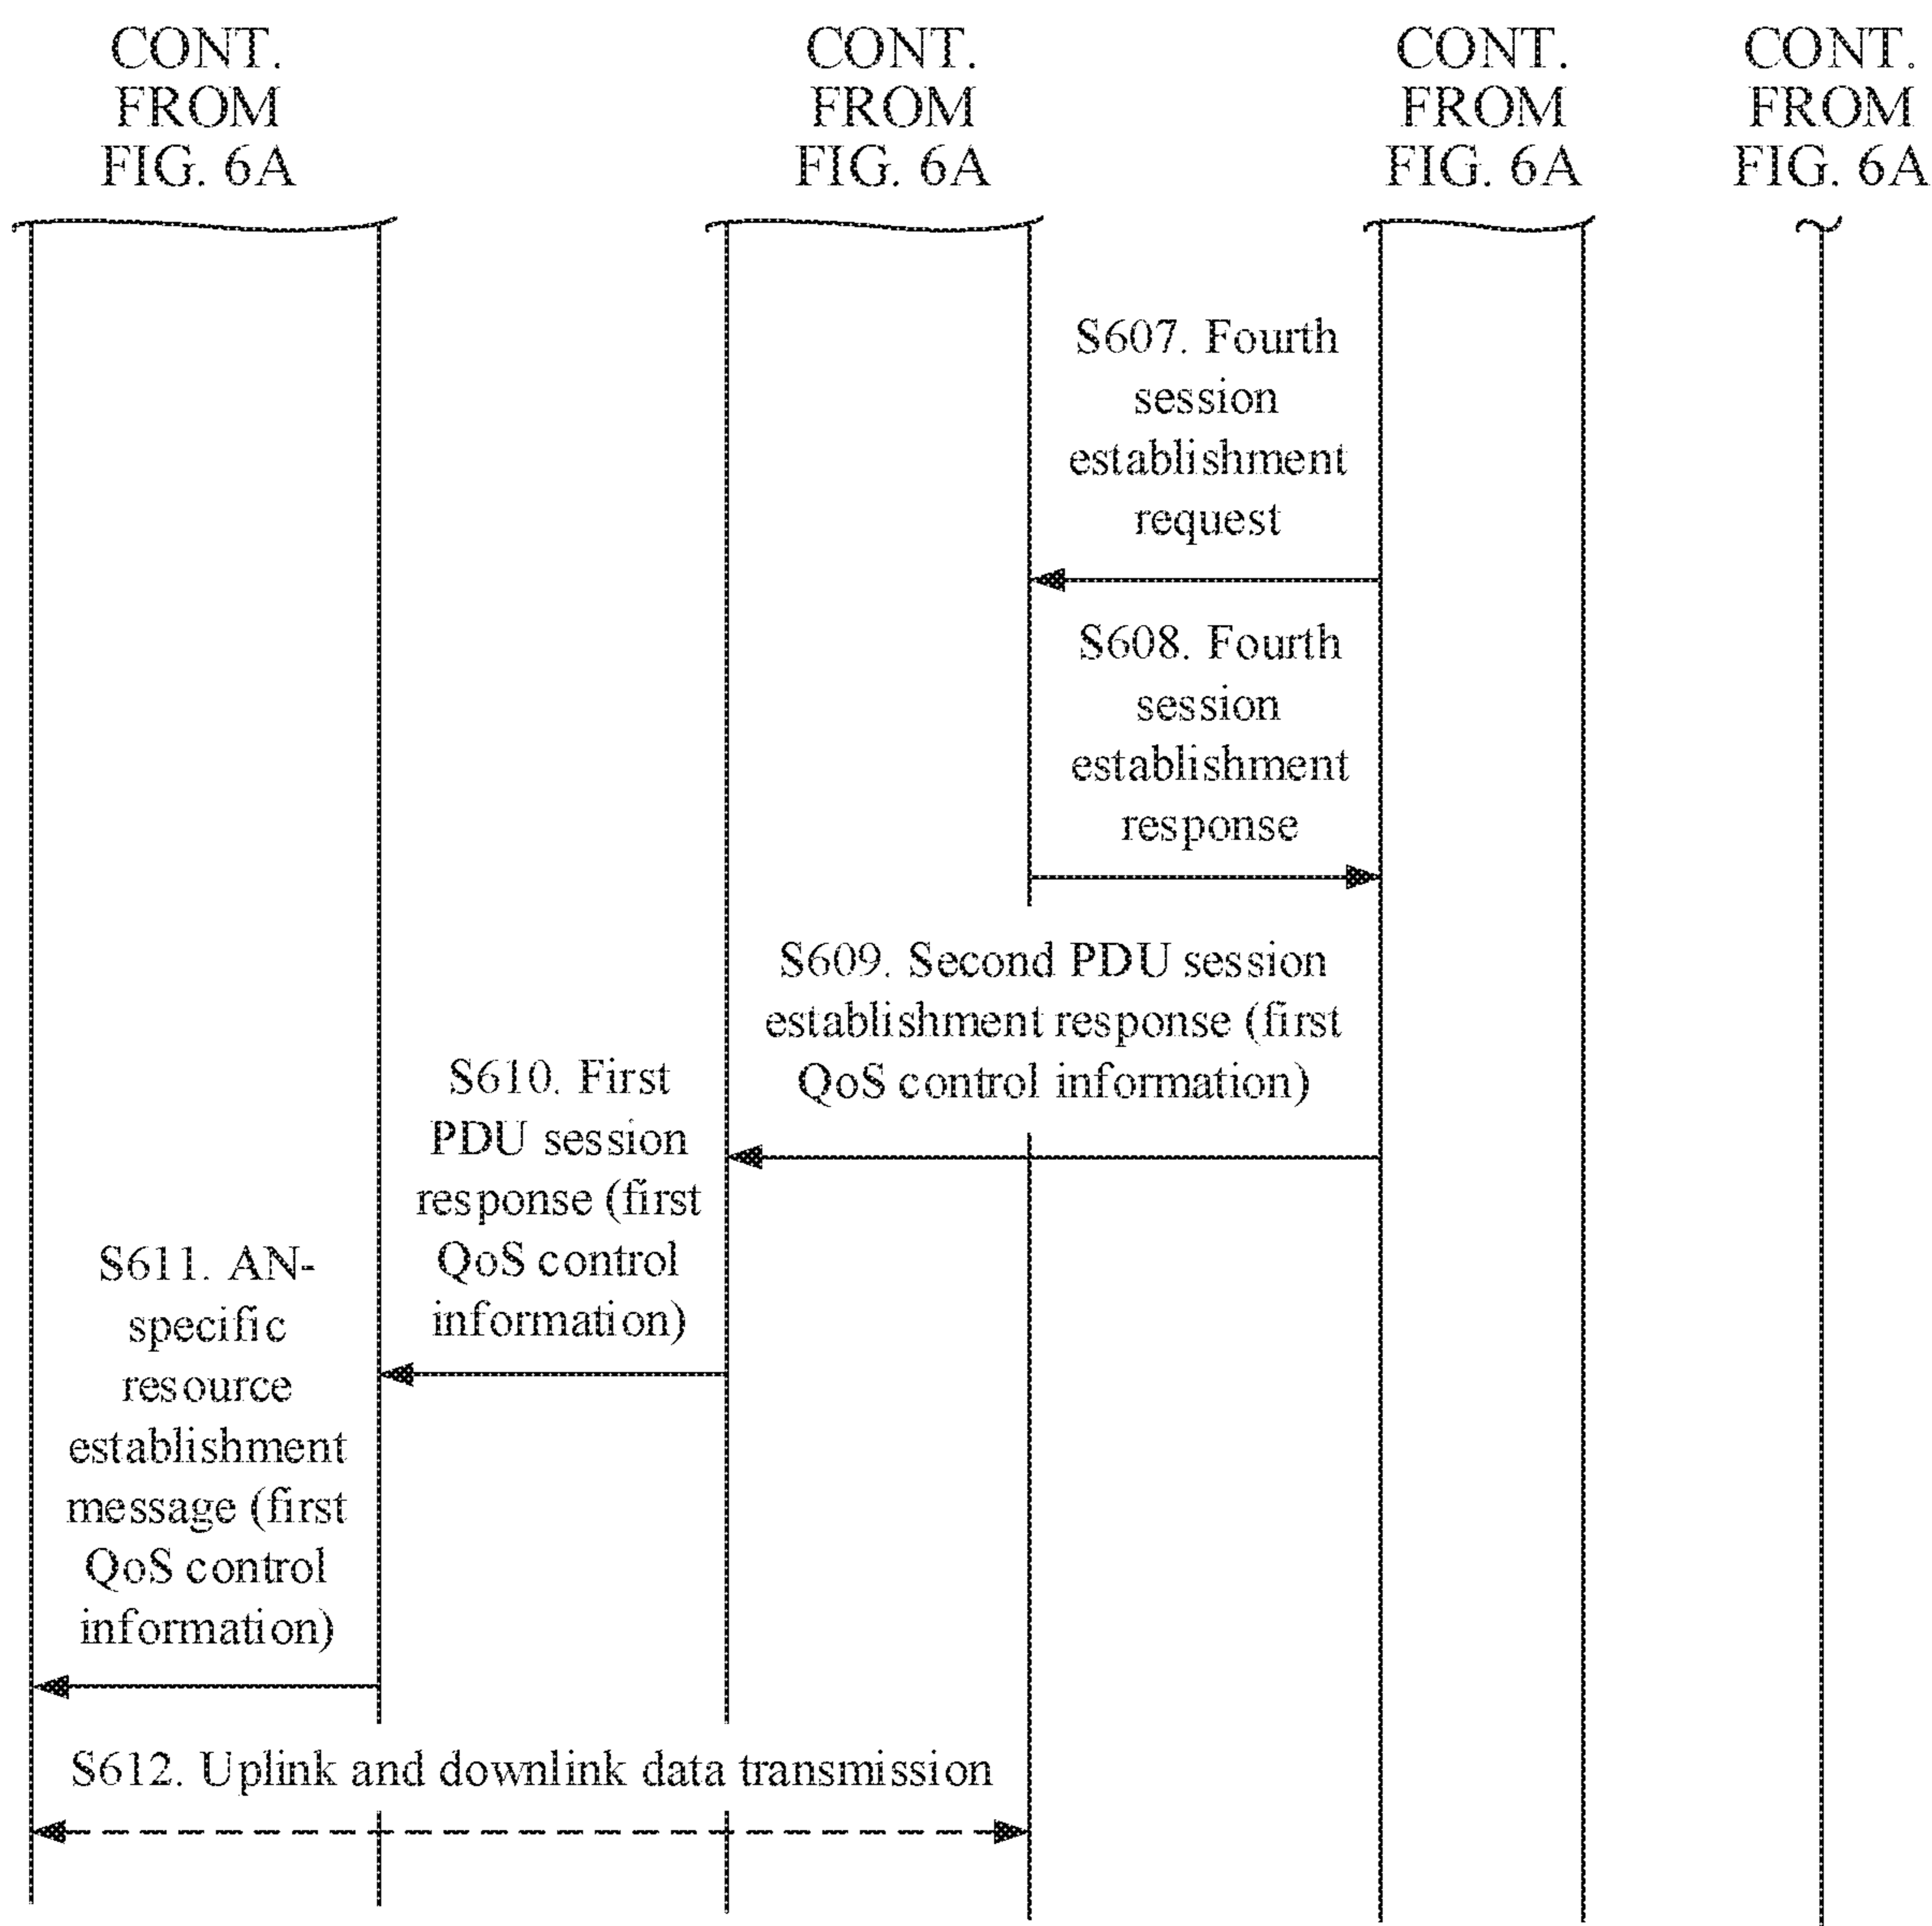 CONT.
FROM
FIG. 6A
CONT.
FROM
FIG. 6A
CONT.
FROM
FIG. 6A
CONT.
FROM
FIG. 6A
S607. Fourth
session
establishment
request
S608. Fourth
session
establishment
response
S609. Second PDU session
establishment response (first
QoS control information)
S610. First
PDU session
response (first
QoS control
information)
S611. AN-
specific
resource
establishment
message (first
QoS control
information)
S612. Uplink and downlink data transmission